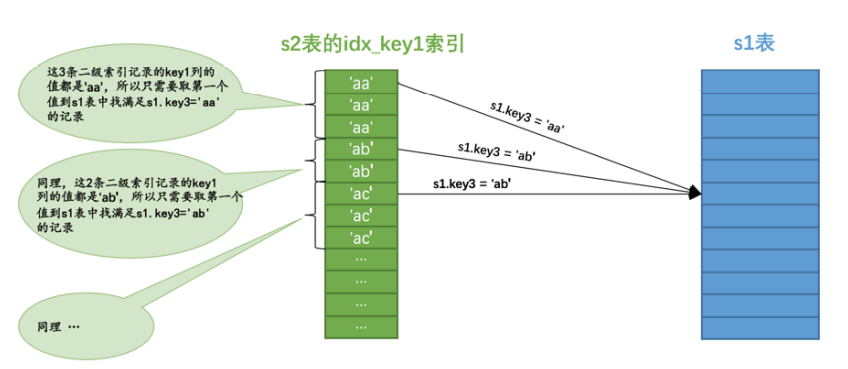 s2表的idx_key1索引
s1表
这3条二级索引记录的key1列的
值都是'aa'，所以只需要取第一个
值到s1表中找满足s1.key3='aa'
的记录
'aa'
'aa'
'aa'
'ab'
'ab'
'ac'
'ac'
'ac'
...
...
...
...
s1.key3 = 'aa'
s1.key3 = 'ab'
s1.key3 = 'ab'
同理，这2条二级索引记录的key1
列的值都是'ab'，所以只需要取第一个
值到s1表中找满足s1.key3='ab'
的记录
同理 …